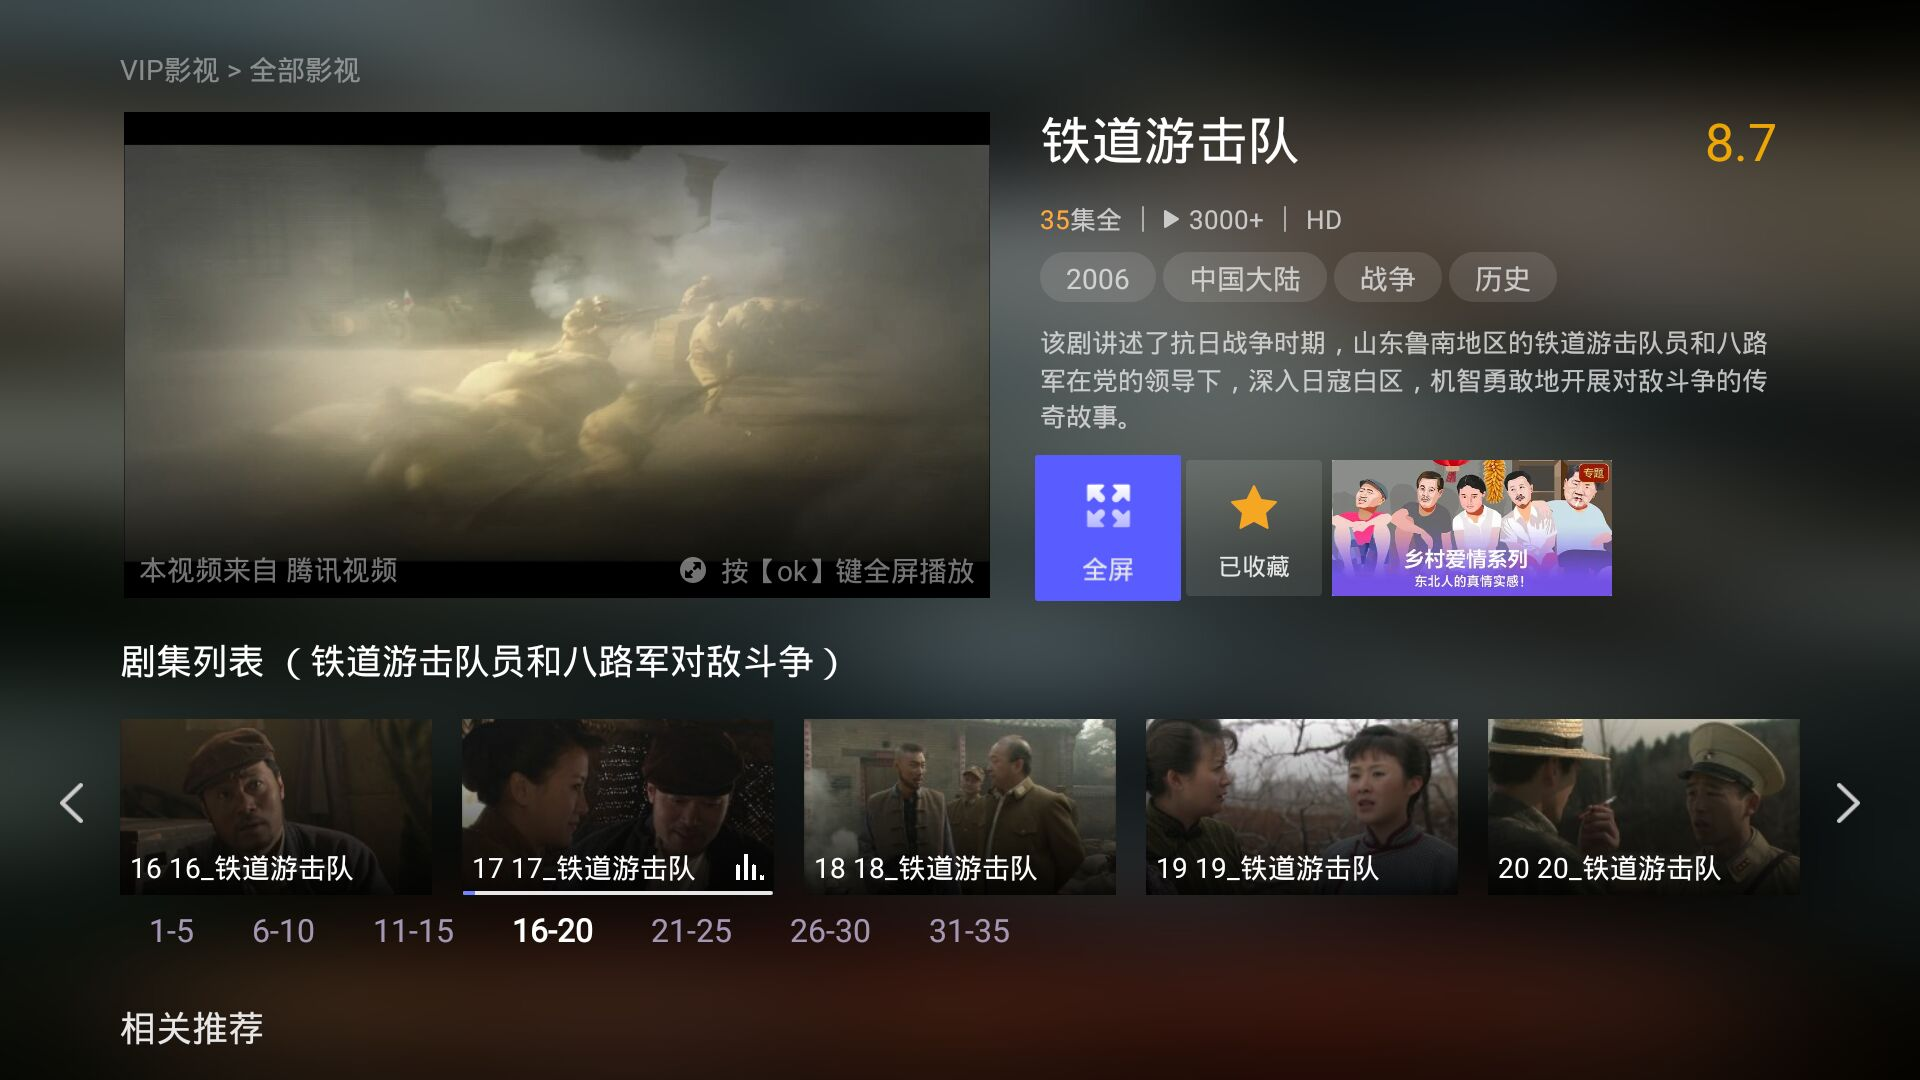 VIP影视 > 全部影视
铁道游击队
8.7
35集全 | 3000+ | HD
2006 中国大陆 战争 历史
该剧讲述了抗日战争时期，山东鲁南地区的铁道游击队员和八路
军在党的领导下，深入日寇白区，机智勇敢地开展对敌斗争的传
奇故事。
本视频来自 腾讯视频
按【ok】键全屏播放
全屏
已收藏
专题
乡村爱情系列
东北人的真情实感！
剧集列表 （铁道游击队员和八路军对敌斗争）
16 16_铁道游击队
17 17_铁道游击队
18 18_铁道游击队
19 19_铁道游击队
20 20_铁道游击队
1-5 6-10 11-15 16-20 21-25 26-30 31-35
相关推荐